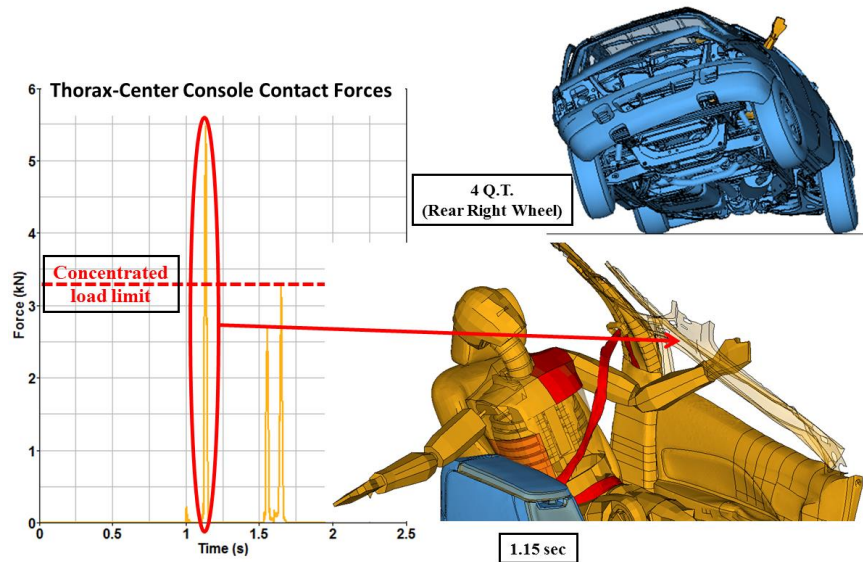 Thorax-Center Console Contact Forces
6
5
4
3
2
1
0
Force (kN)
Concentrated
load limit
0
0.5
1
1.5
2
2.5
Time (s)
4 Q.T.
(Rear Right Wheel)
1.15 sec